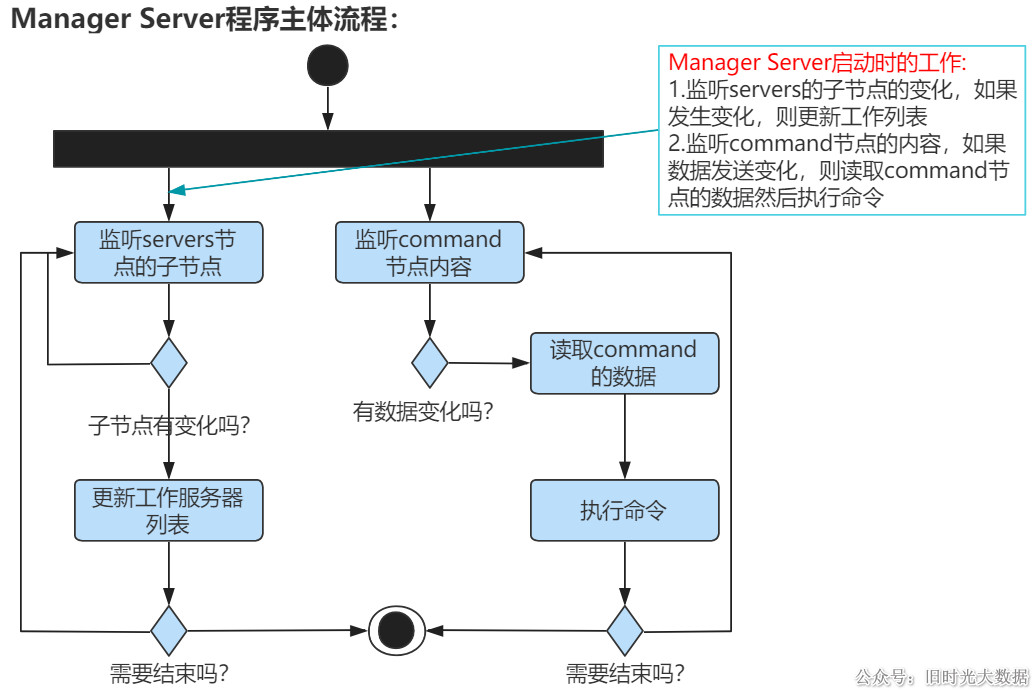 Manager Server程序主体流程：
Manager Server启动时的工作:
1.监听servers的子节点的变化，如果
发生变化，则更新工作列表
2.监听command节点的内容，如果
数据发送变化，则读取command节
点的数据然后执行命令
监听servers节
点的子节点
监听command
节点内容
读取command
的数据
有数据变化吗？
子节点有变化吗？
更新工作服务器
列表
执行命令
需要结束吗？
需要结束吗？
公众号：旧时光大数据